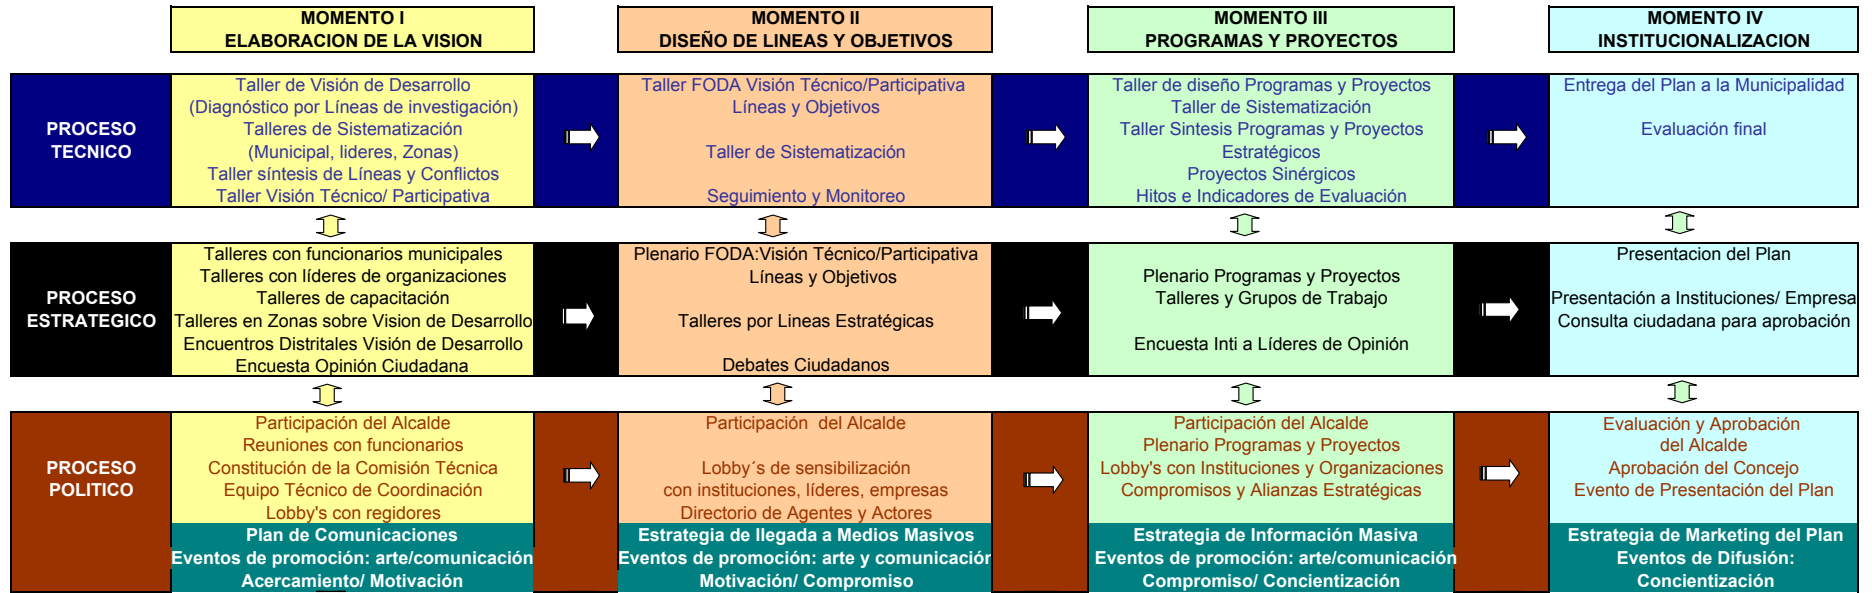 MOMENTO I
ELABORACION DE LA VISION
MOMENTO II
DISEÑO DE LINEAS Y OBJETIVOS
MOMENTO III
PROGRAMAS Y PROYECTOS
MOMENTO IV
INSTITUCIONALIZACION
PROCESO
TECNICO
Taller de Visión de Desarrollo
(Diagnóstico por Líneas de investigación)
Talleres de Sistematización
(Municipal, lideres, Zonas)
Taller síntesis de Líneas y Conflictos
Taller Visión Técnico/ Participativa
Taller FODA Visión Técnico/Participativa
Líneas y Objetivos
Taller de Sistematización
Seguimiento y Monitoreo
Taller de diseño Programas y Proyectos
Taller de Sistematización
Taller Sintesis Programas y Proyectos
Estratégicos
Proyectos Sinérgicos
Hitos e Indicadores de Evaluación
Entrega del Plan a la Municipalidad
Evaluación final
PROCESO
ESTRATEGICO
Talleres con funcionarios municipales
Talleres con líderes de organizaciones
Talleres de capacitación
Talleres en Zonas sobre Vision de Desarrollo
Encuentros Distritales Visión de Desarrollo
Encuesta Opinión Ciudadana
Plenario FODA:Visión Técnico/Participativa
Líneas y Objetivos
Talleres por Lineas Estratégicas
Debates Ciudadanos
Plenario Programas y Proyectos
Talleres y Grupos de Trabajo
Encuesta Inti a Líderes de Opinión
Presentacion del Plan
Presentación a Instituciones/ Empresa
Consulta ciudadana para aprobación
PROCESO
POLITICO
Participación del Alcalde
Reuniones con funcionarios
Constitución de la Comisión Técnica
Equipo Técnico de Coordinación
Lobby's con regidores
Plan de Comunicaciones
Eventos de promoción: arte/comunicación
Acercamiento/ Motivación
Participación del Alcalde
Lobby´s de sensibilización
con instituciones, líderes, empresas
Directorio de Agentes y Actores
Estrategia de llegada a Medios Masivos
Eventos de promoción: arte y comunicación
Motivación/ Compromiso
Participación del Alcalde
Plenario Programas y Proyectos
Lobby's con Instituciones y Organizaciones
Compromisos y Alianzas Estratégicas
Estrategia de Información Masiva
Eventos de promoción: arte/comunicación
Compromiso/ Concientización
Evaluación y Aprobación
del Alcalde
Aprobación del Concejo
Evento de Presentación del Plan
Estrategia de Marketing del Plan
Eventos de Difusión:
Concientización